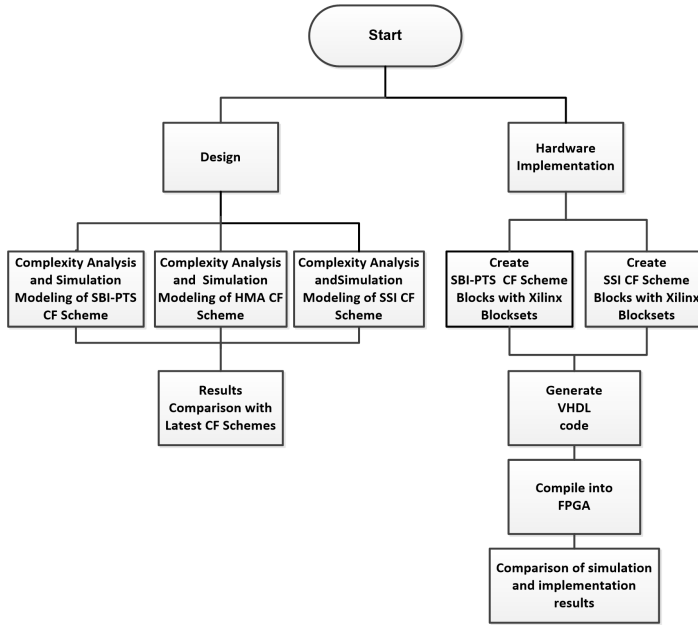 Start
Design
Hardware
Implementation
Complexity Analysis
and Simulation
Modeling of SBI-PTS
CF Scheme
Complexity Analysis
and Simulation
Modeling of HMA CF
Scheme
Complexity Analysis
andSimulation
Modeling of SSI CF
Scheme
Create
SBI-PTS CF Scheme
Blocks with Xilinx
Blocksets
Create
SSI CF Scheme
Blocks with Xilinx
Blocksets
Results
Comparison with
Latest CF Schemes
Generate
VHDL
code
Compile into
FPGA
Comparison of simulation
and implementation
results